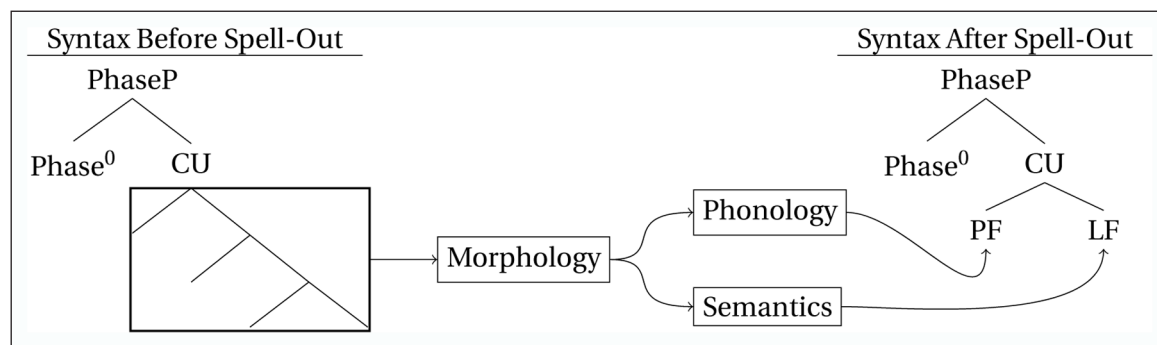 Syntax Before Spell-Out
PhaseP
Phase⁰ CU
Morphology
Phonology
Semantics
Syntax After Spell-Out
PhaseP
Phase⁰ CU
PF LF